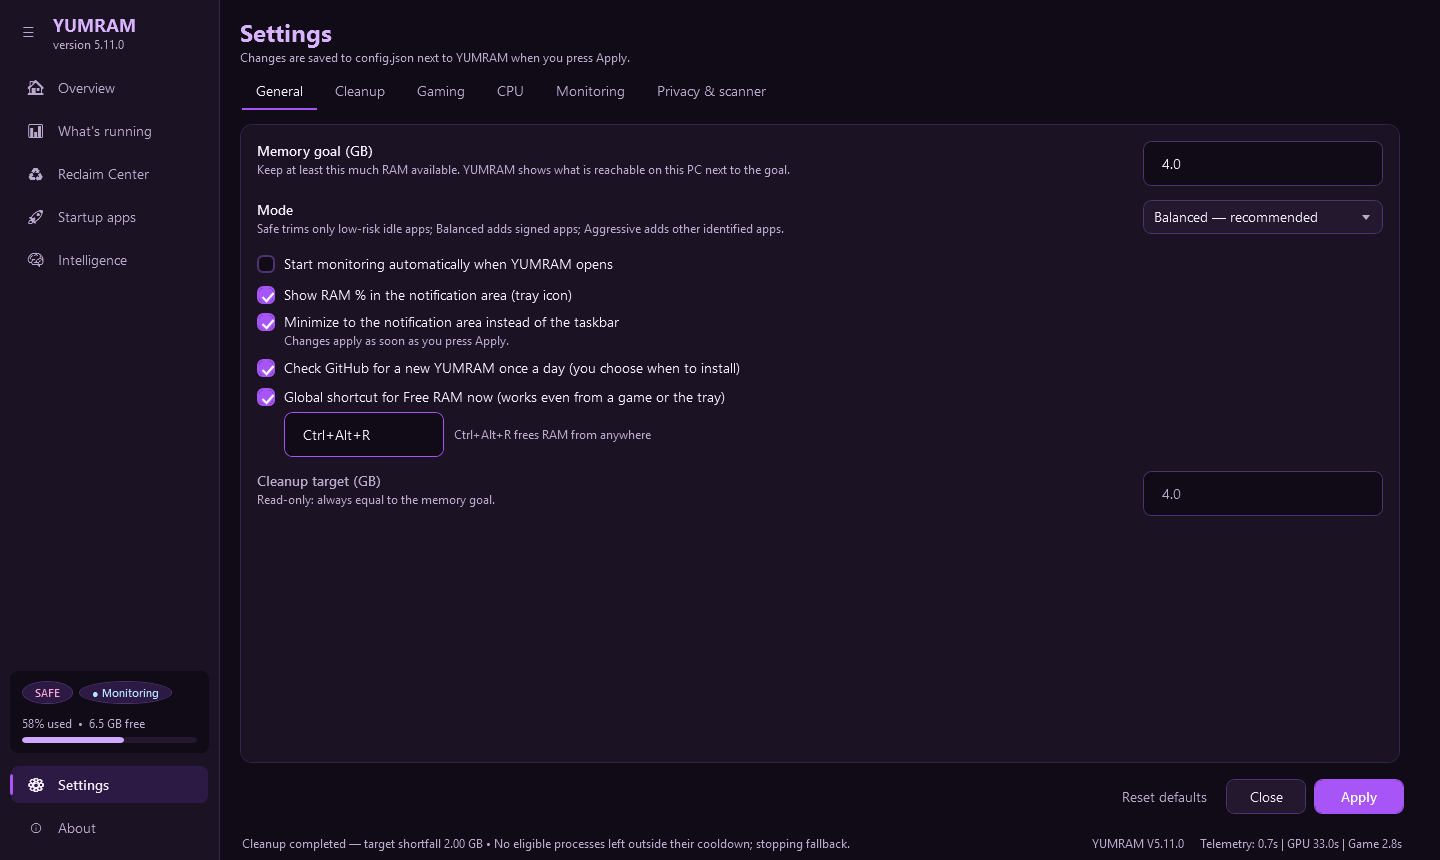 YUMRAM
version 5.11.0
Overview
What's running
Reclaim Center
Startup apps
Intelligence
SAFE
• Monitoring
58% used • 6.5 GB free
Settings
About
Settings
Changes are saved to config.json next to YUMRAM when you press Apply.
General
Cleanup
Gaming
CPU
Monitoring
Privacy & scanner
Memory goal (GB)
Keep at least this much RAM available. YUMRAM shows what is reachable on this PC next to the goal.
4.0
Mode
Safe trims only low-risk idle apps; Balanced adds signed apps; Aggressive adds other identified apps.
Balanced — recommended
Start monitoring automatically when YUMRAM opens
Show RAM % in the notification area (tray icon)
Minimize to the notification area instead of the taskbar
Changes apply as soon as you press Apply.
Check GitHub for a new YUMRAM once a day (you choose when to install)
Global shortcut for Free RAM now (works even from a game or the tray)
Ctrl+Alt+R
Ctrl+Alt+R frees RAM from anywhere
Cleanup target (GB)
Read-only: always equal to the memory goal.
4.0
Reset defaults
Close
Apply
Cleanup completed — target shortfall 2.00 GB • No eligible processes left outside their cooldown; stopping fallback.
YUMRAM V5.11.0
Telemetry: 0.7s | GPU 33.0s | Game 2.8s